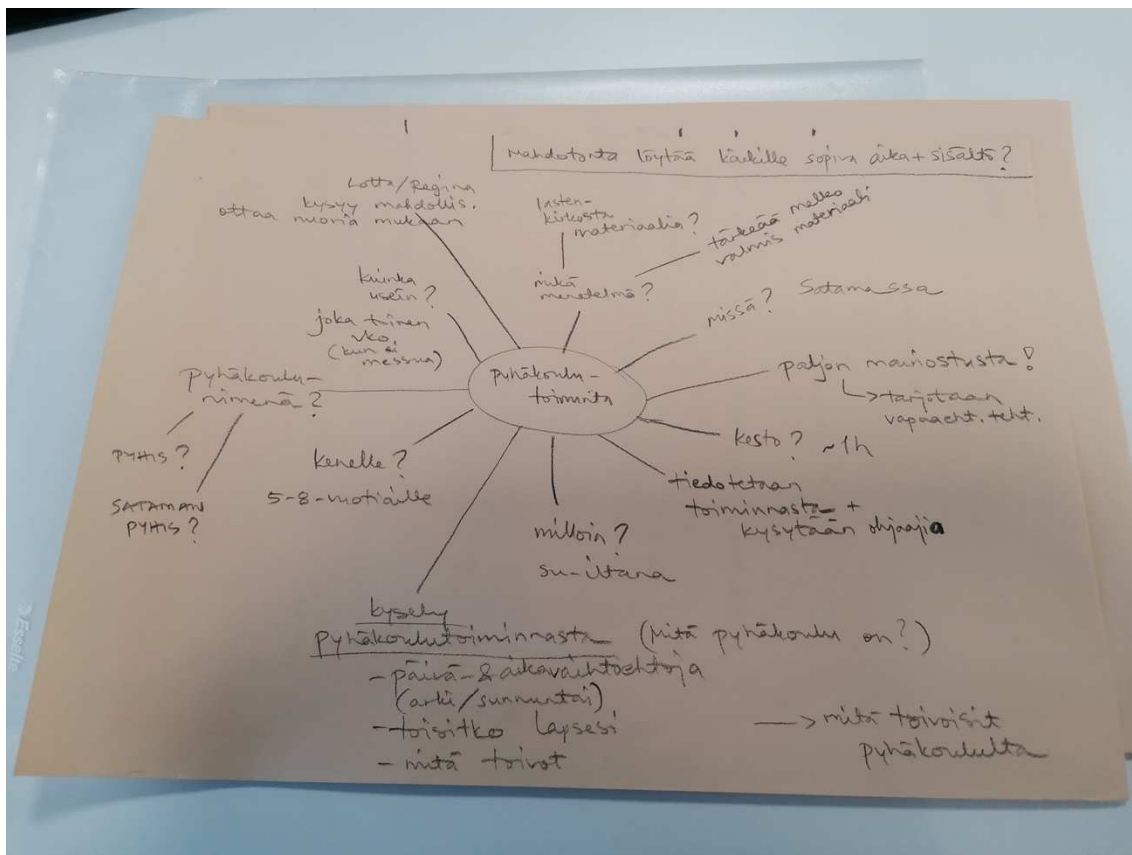 Mahdotonta löytää kaikille sopiva aika + sisältö?
Lotta/Regina
kysyy mahdollis.
ottaa nuoria mukaan
lasten-
kirkosta
materiaalia?
tärkeää melko
valmis materiaali
mikä
menetelmä?
missä? Satamassa
kuinka
usein?
joka toinen
vko.
(kun ei
messua)
pyhäkoulu-
toiminta
paljon mainostusta!
↳ tarjotaan
vapaaeht. teht.
pyhäkoulu-
nimenä?
PYHIS?
SATAMAN
PYHIS?
kenelle?
5-8-vuotiaille
kesto? ~1h
tiedotetaan
toiminnasta +
kysytään ohjaajia
milloin?
su-iltana
kysely
pyhäkoulutoiminnasta (mitä pyhäkoulu on?)
- päivä- & aikavaihtoehtoja
(arki/sunnuntai)
- toisitko lapsesi
- mitä toivot
→ mitä toivoisit
pyhäkoululta
Esselte